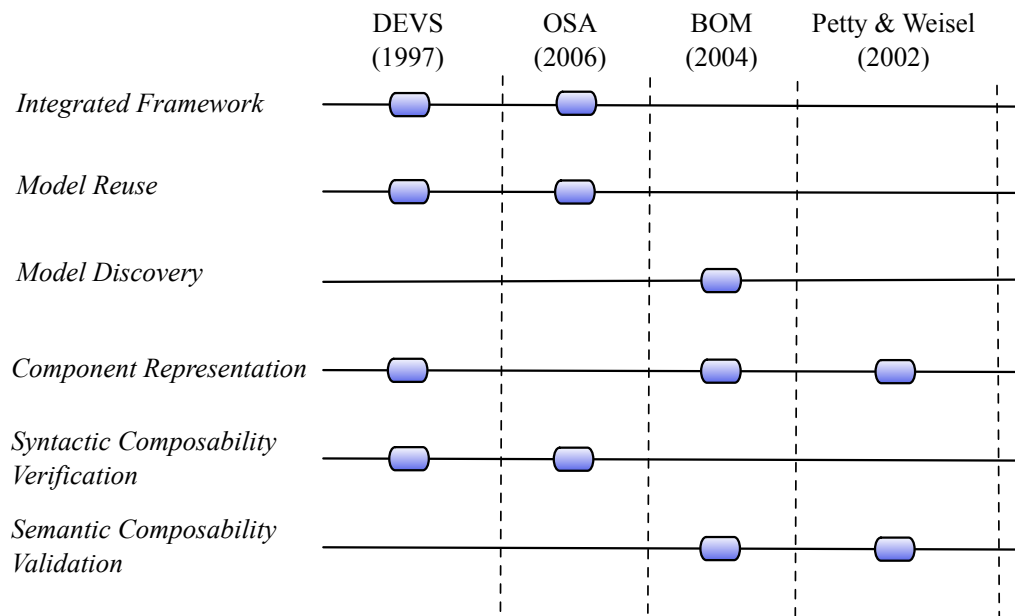 DEVS
(1997)
OSA
(2006)
BOM
(2004)
Petty & Weisel
(2002)
Integrated Framework
Model Reuse
Model Discovery
Component Representation
Syntactic Composability
Verification
Semantic Composability
Validation